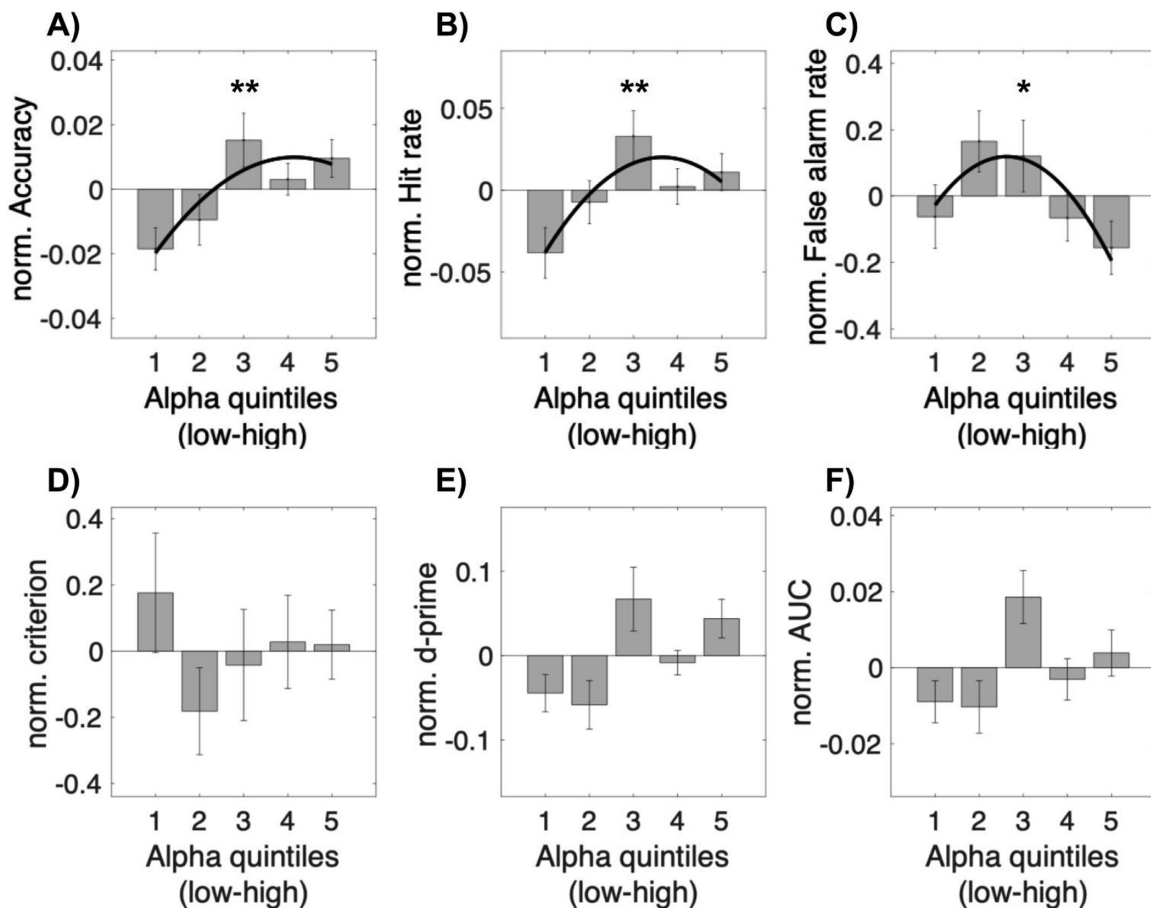 A)
norm. Accuracy
0.04
0.02
0
-0.02
-0.04
**
1 2 3 4 5
Alpha quintiles
(low-high)
B)
norm. Hit rate
0.05
0
-0.05
**
1 2 3 4 5
Alpha quintiles
(low-high)
C)
norm. False alarm rate
0.4
0.2
0
-0.2
-0.4
*
1 2 3 4 5
Alpha quintiles
(low-high)
D)
norm. criterion
0.4
0.2
0
-0.2
-0.4
1 2 3 4 5
Alpha quintiles
(low-high)
E)
norm. d-prime
0.1
0
-0.1
1 2 3 4 5
Alpha quintiles
(low-high)
F)
norm. AUC
0.04
0.02
0
-0.02
1 2 3 4 5
Alpha quintiles
(low-high)